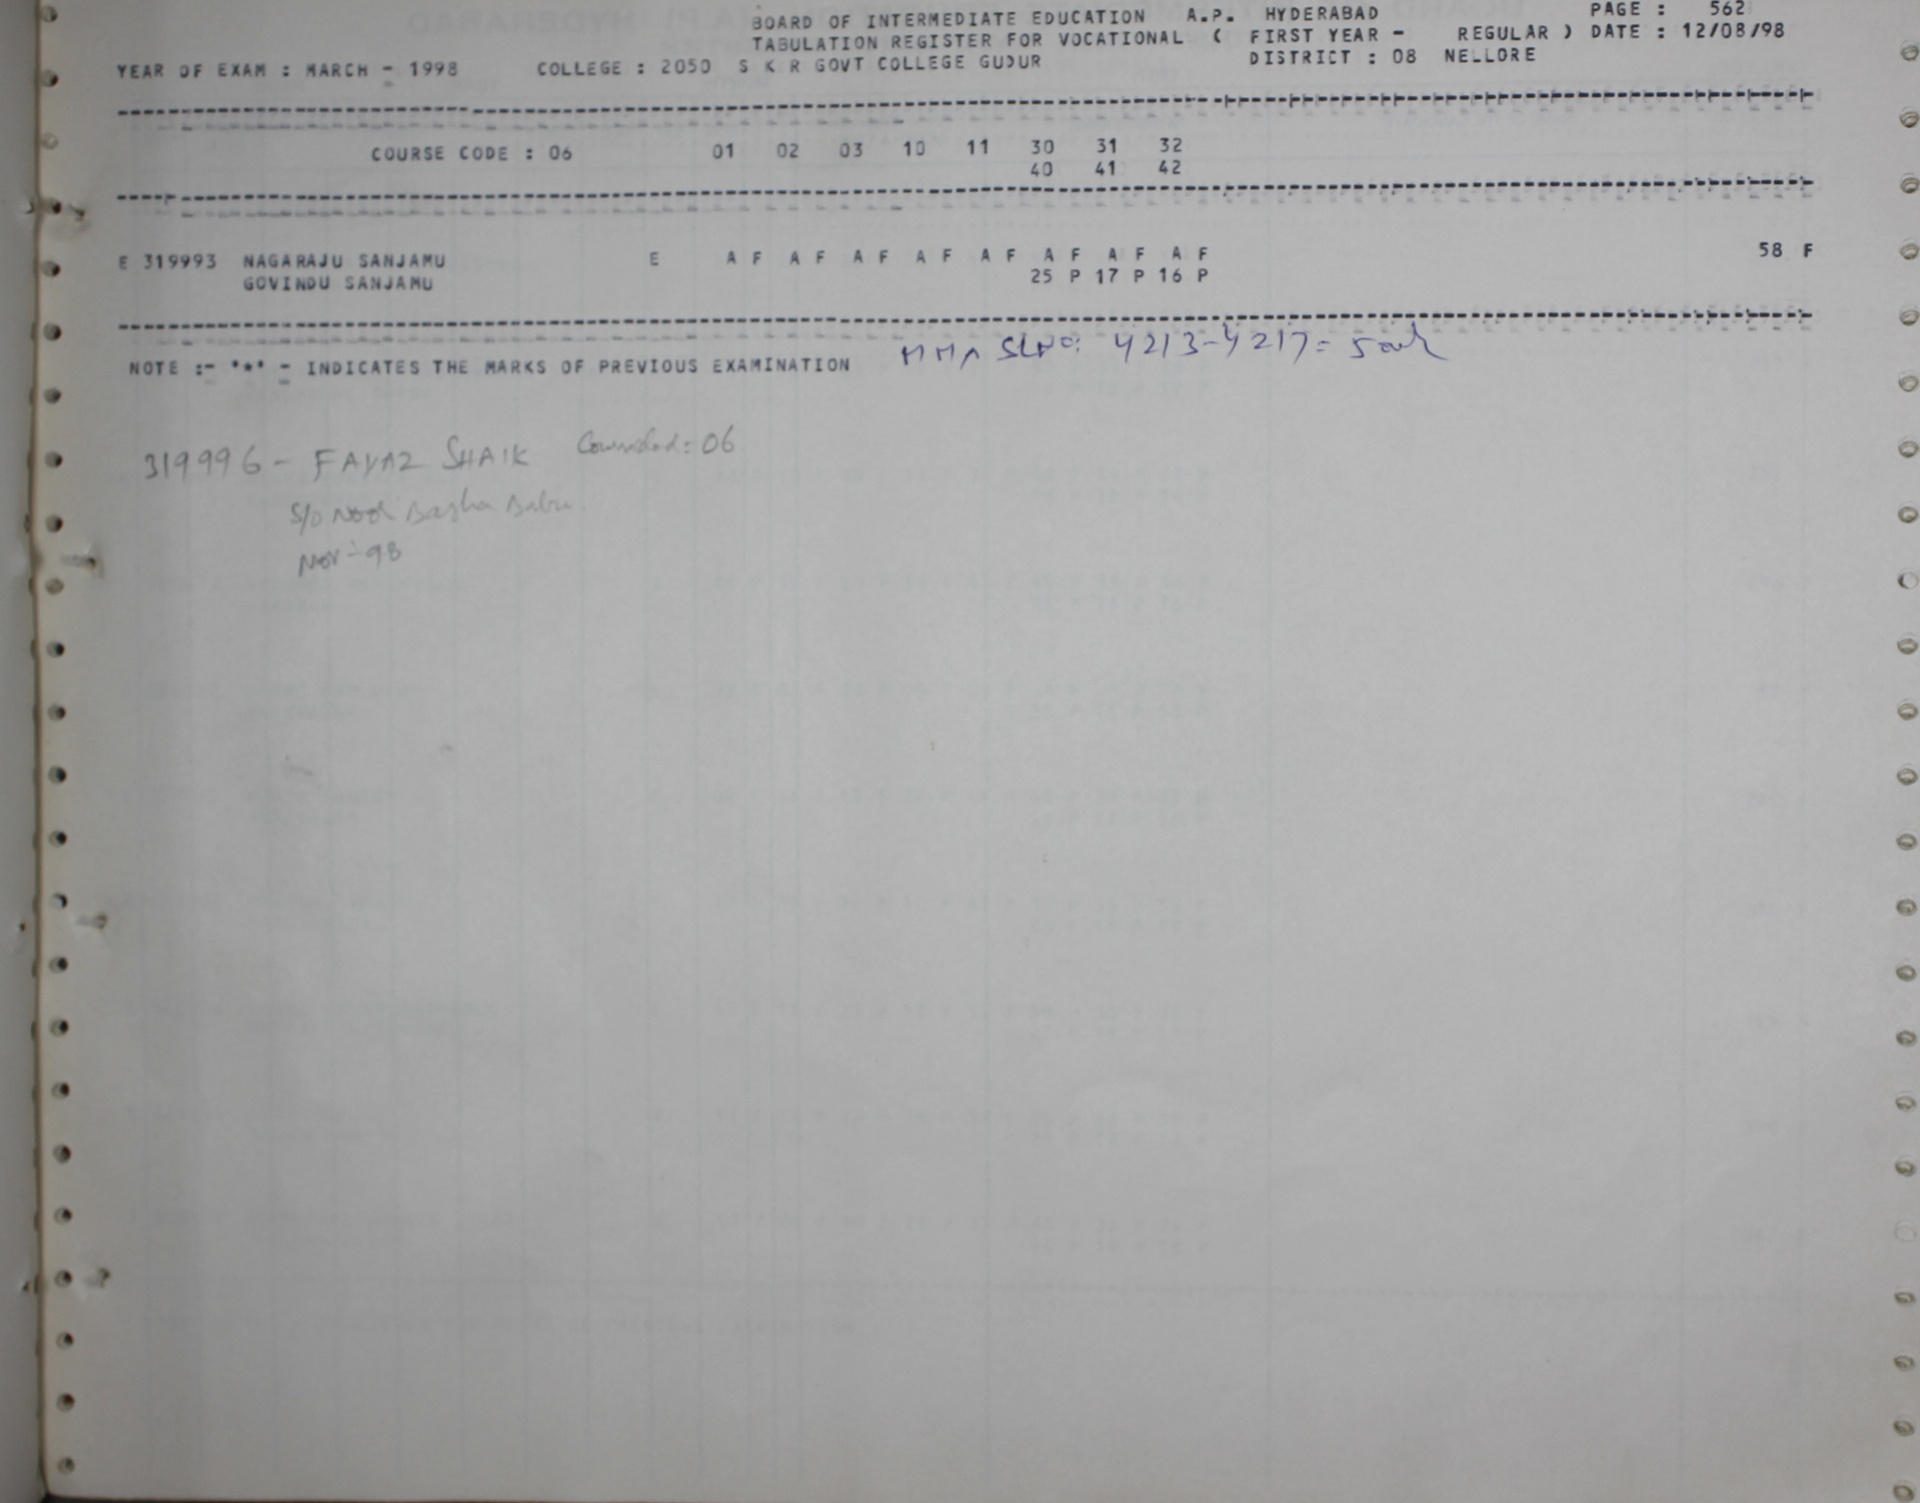 BOARD OF INTERMEDIATE EDUCATION A.P. HYDERABAD PAGE : 562
TABULATION REGISTER FOR VOCATIONAL ( FIRST YEAR - REGULAR ) DATE : 12/08/98
YEAR OF EXAM : MARCH - 1998 COLLEGE : 2050 S K R GOVT COLLEGE GUDUR DISTRICT : 08 NELLORE
COURSE CODE : 06 01 02 03 10 11 30 31 32
40 41 42
E 319993 NAGARAJU SANJAMU E A F A F A F A F A F A F A F A F 58 F
GOVINDU SANJAMU 25 P 17 P 16 P
NOTE :- "*" - INDICATES THE MARKS OF PREVIOUS EXAMINATION
SLNO: 4213-4217=
319996 - FAYAZ SHAIK : 06
S/o Basha Babu.
Nov-98